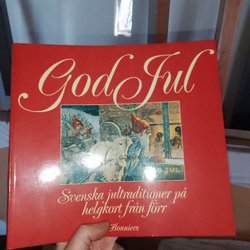 God Jul
Svenska jultraditioner på
helgkort från förr
Bonniers